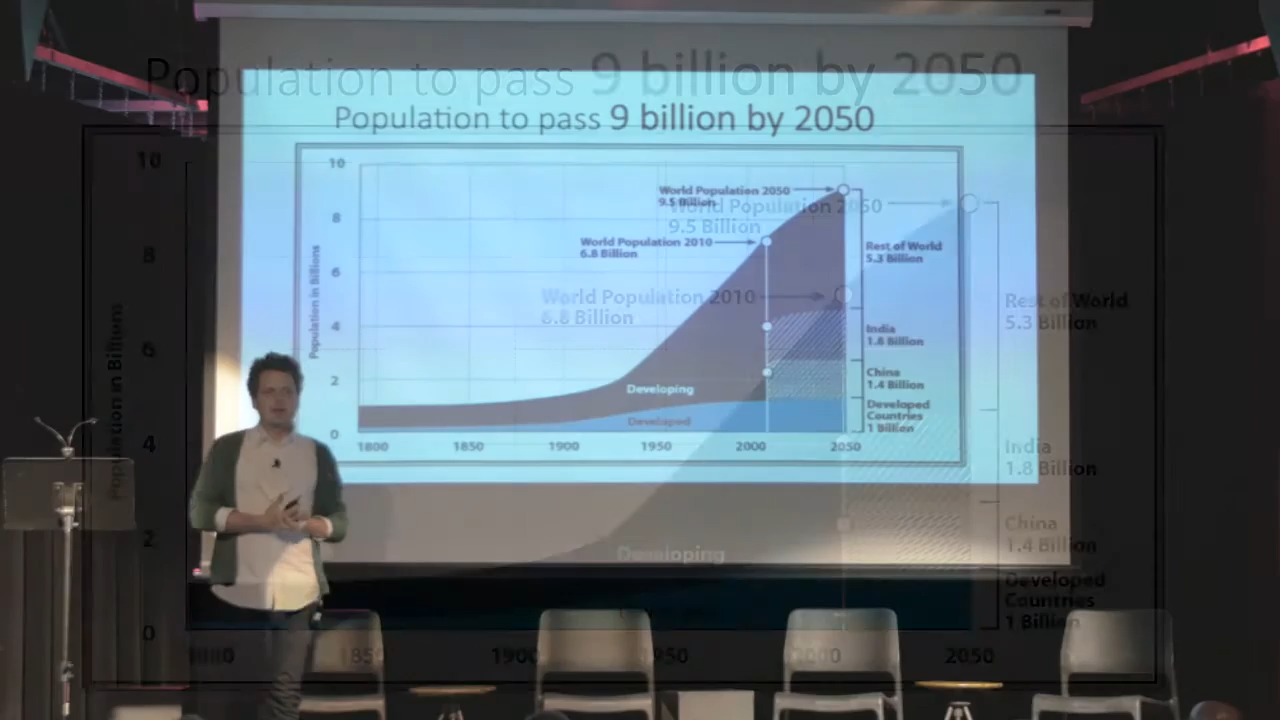 Population to pass 9 billion by 2050
Population to pass 9 billion by 2050
10
8
6
4
2
0
Population in Billions
World Population 2050
9.5 Billion
World Population 2010
6.8 Billion
Rest of World
5.3 Billion
India
1.8 Billion
China
1.4 Billion
Developed
Countries
1 Billion
Developing
Developed
1800 1850 1900 1950 2000 2050
10
8
6
4
2
0
Population in Billions
World Population 2050
9.5 Billion
World Population 2010
6.8 Billion
Rest of World
5.3 Billion
India
1.8 Billion
China
1.4 Billion
Developed
Countries
1 Billion
Developing
1800 1850 1900 1950 2000 2050